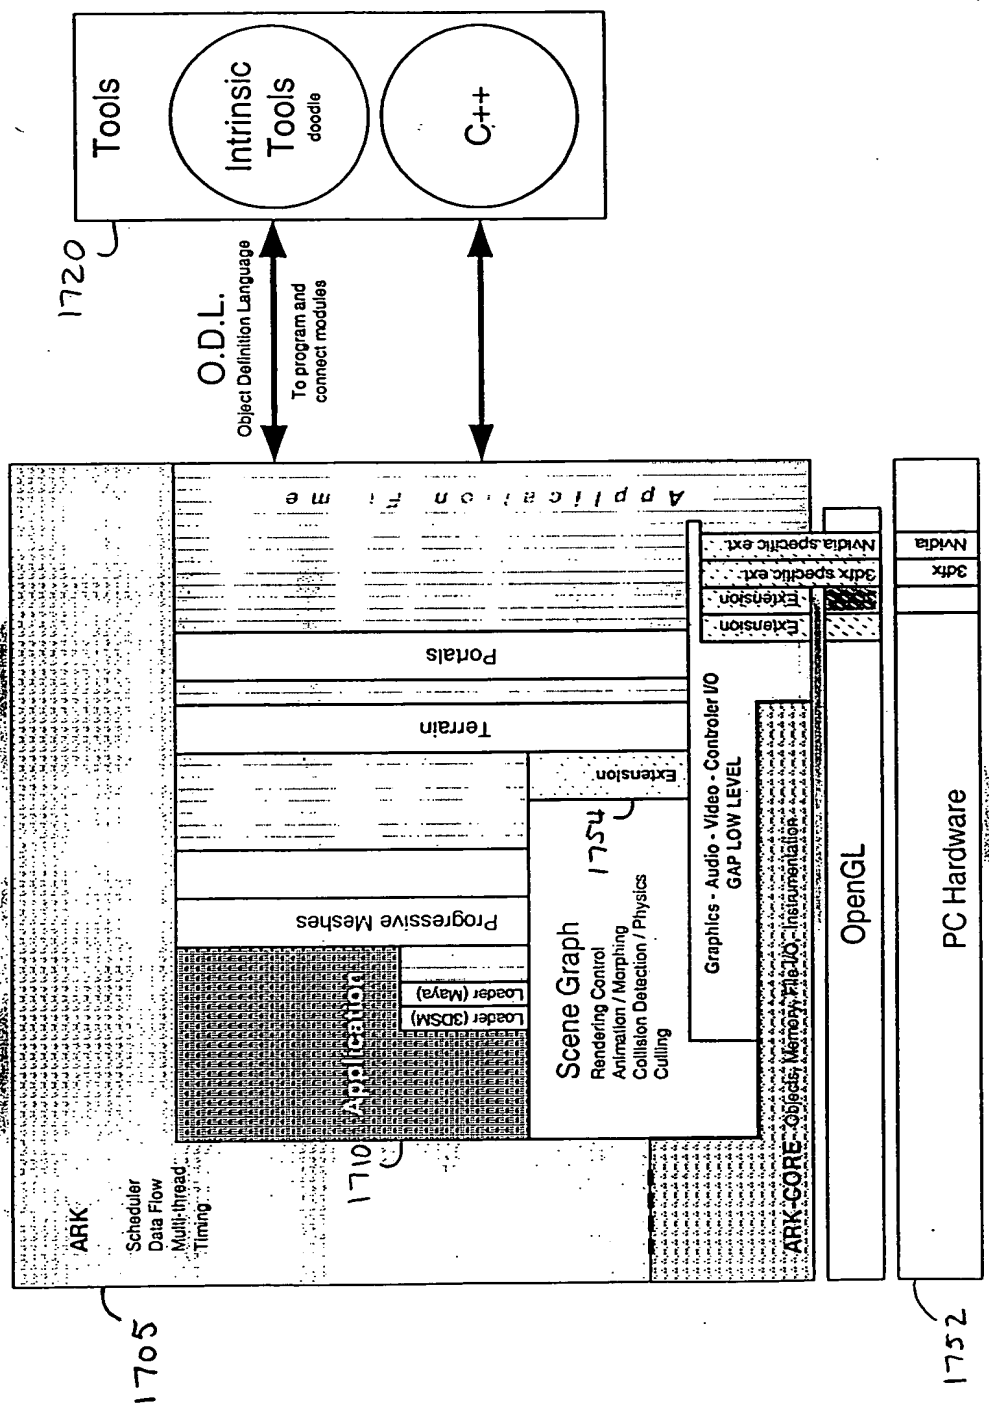 1705
ARK
Scheduler
Data Flow
Multi-thread
Timing
1710
Application
Loader (3DSM)
Loader (Maya)
Progressive Meshes
Terrain
Portals
Scene Graph
Rendering Control
Animation / Morphing
Collision Detection / Physics
Culling
1754
Extension
Graphics - Audio - Video - Controler I/O
GAP LOW LEVEL
Extension
Extension
3dfx specific ext.
Nvidia specific ext.
ARK-CORE - Objects, Memory, File I/O, Instrumentation
OpenGL
PC Hardware
3dfx
Nvidia
1752
O.D.L.
Object Definition Language
To program and
connect modules
1720
Tools
Intrinsic
Tools
doodle
C++